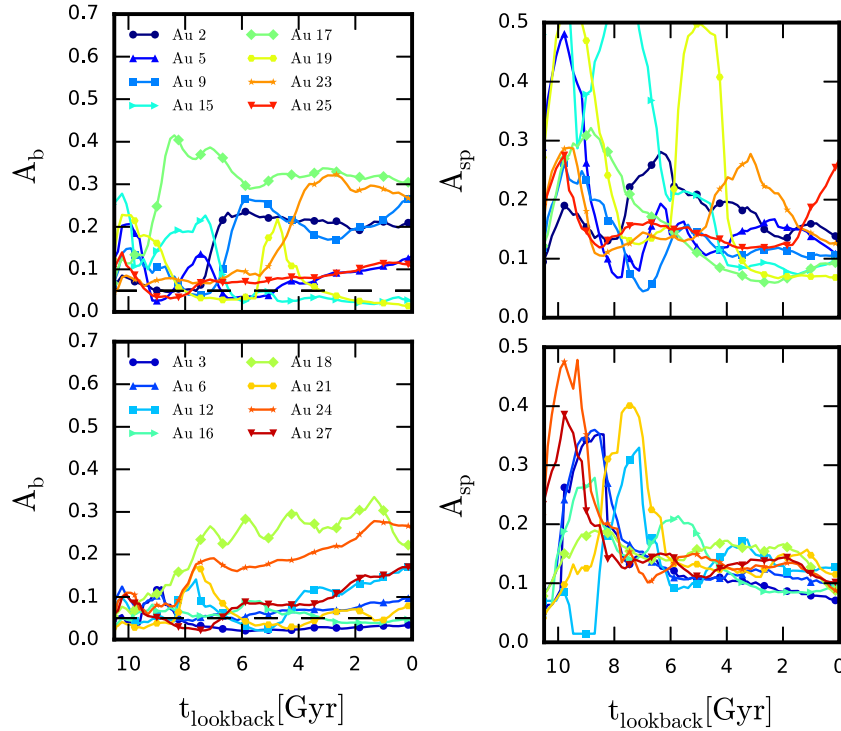 0.7
0.6
0.5
0.4
0.3
0.2
0.1
0.0
A_b
Au 2
Au 5
Au 9
Au 15
Au 17
Au 19
Au 23
Au 25
0.5
0.4
0.3
0.2
0.1
0.0
A_sp
0.7
0.6
0.5
0.4
0.3
0.2
0.1
0.0
A_b
Au 3
Au 6
Au 12
Au 16
Au 18
Au 21
Au 24
Au 27
10 8 6 4 2 0
t_lookback[Gyr]
0.5
0.4
0.3
0.2
0.1
0.0
A_sp
10 8 6 4 2 0
t_lookback[Gyr]